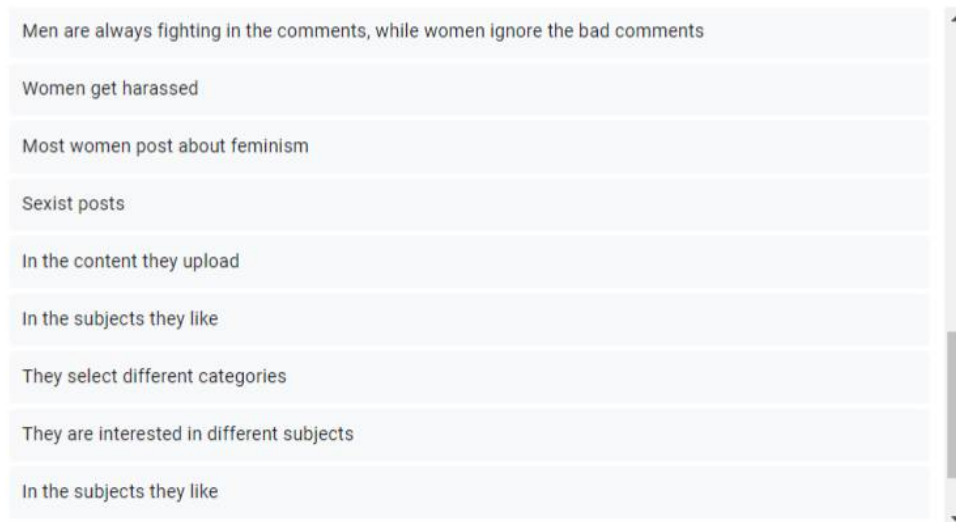 Men are always fighting in the comments, while women ignore the bad comments
Women get harassed
Most women post about feminism
Sexist posts
In the content they upload
In the subjects they like
They select different categories
They are interested in different subjects
In the subjects they like